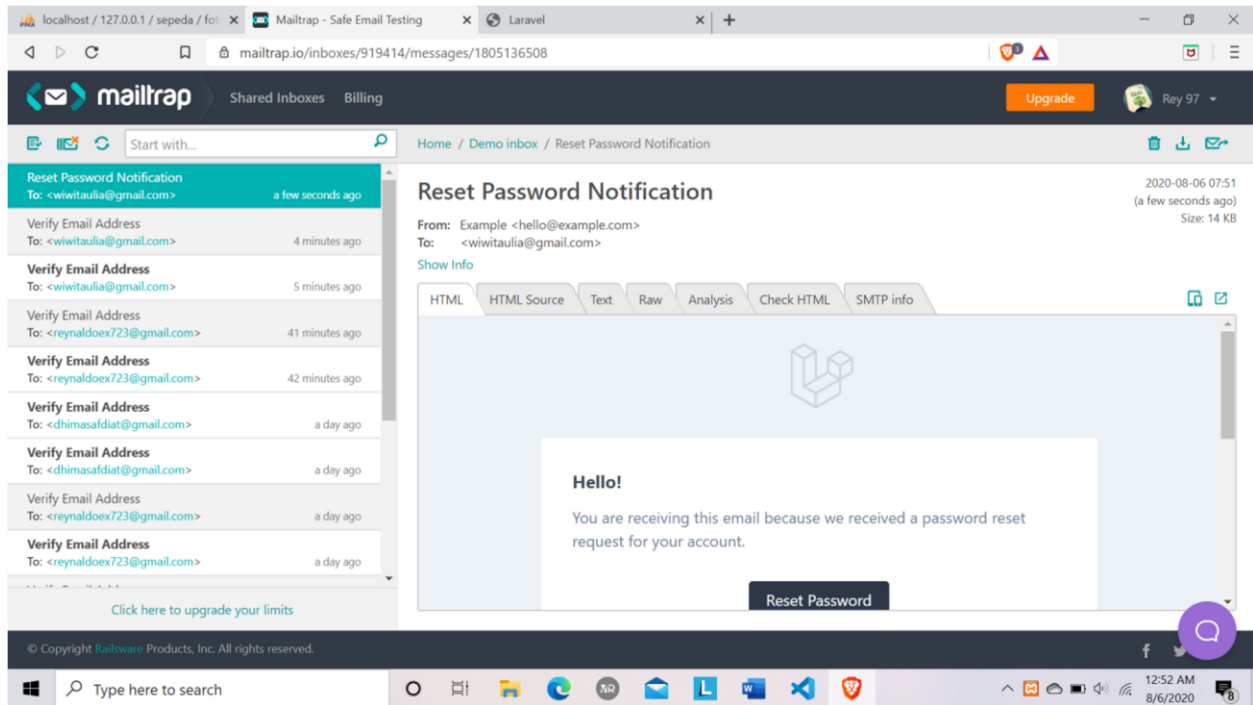 localhost / 127.0.0.1 / sepeda / fot
Mailtrap - Safe Email Testing
Laravel
mailtrap.io/inboxes/919414/messages/1805136508
mailtrap
Shared Inboxes
Billing
Upgrade
Rey 97
Start with...
Home / Demo inbox / Reset Password Notification
Reset Password Notification
To: <wiwitaulia@gmail.com>
a few seconds ago
Verify Email Address
To: <wiwitaulia@gmail.com>
4 minutes ago
Verify Email Address
To: <wiwitaulia@gmail.com>
5 minutes ago
Verify Email Address
To: <reynaldoex723@gmail.com>
41 minutes ago
Verify Email Address
To: <reynaldoex723@gmail.com>
42 minutes ago
Verify Email Address
To: <dhimasafdiat@gmail.com>
a day ago
Verify Email Address
To: <dhimasafdiat@gmail.com>
a day ago
Verify Email Address
To: <reynaldoex723@gmail.com>
a day ago
Verify Email Address
To: <reynaldoex723@gmail.com>
a day ago
Click here to upgrade your limits
Reset Password Notification
2020-08-06 07:51
(a few seconds ago)
Size: 14 KB
From: Example <hello@example.com>
To: <wiwitaulia@gmail.com>
Show Info
HTML
HTML Source
Text
Raw
Analysis
Check HTML
SMTP info
Hello!
You are receiving this email because we received a password reset
request for your account.
Reset Password
© Copyright Railsware Products, Inc. All rights reserved.
Type here to search
12:52 AM
8/6/2020
8